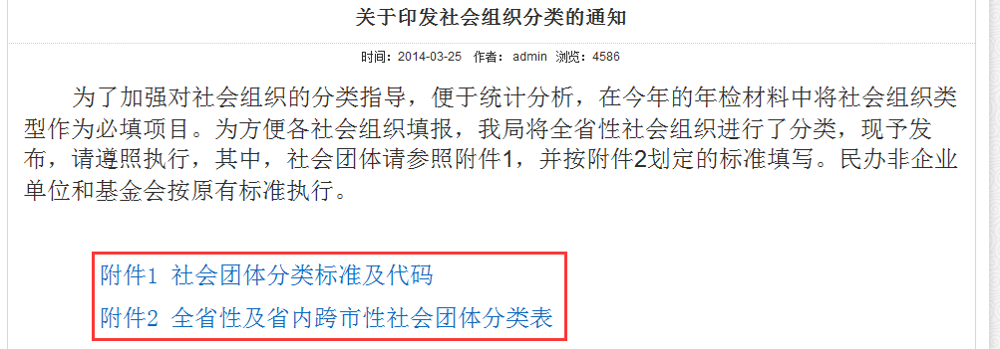 关于印发社会组织分类的通知
时间：2014-03-25 作者： admin 浏览：4586
为了加强对社会组织的分类指导，便于统计分析，在今年的年检材料中将社会组织类
型作为必填项目。为方便各社会组织填报，我局将全省性社会组织进行了分类，现予发
布，请遵照执行，其中，社会团体请参照附件1，并按附件2划定的标准填写。民办非企业
单位和基金会按原有标准执行。
附件1 社会团体分类标准及代码
附件2 全省性及省内跨市性社会团体分类表